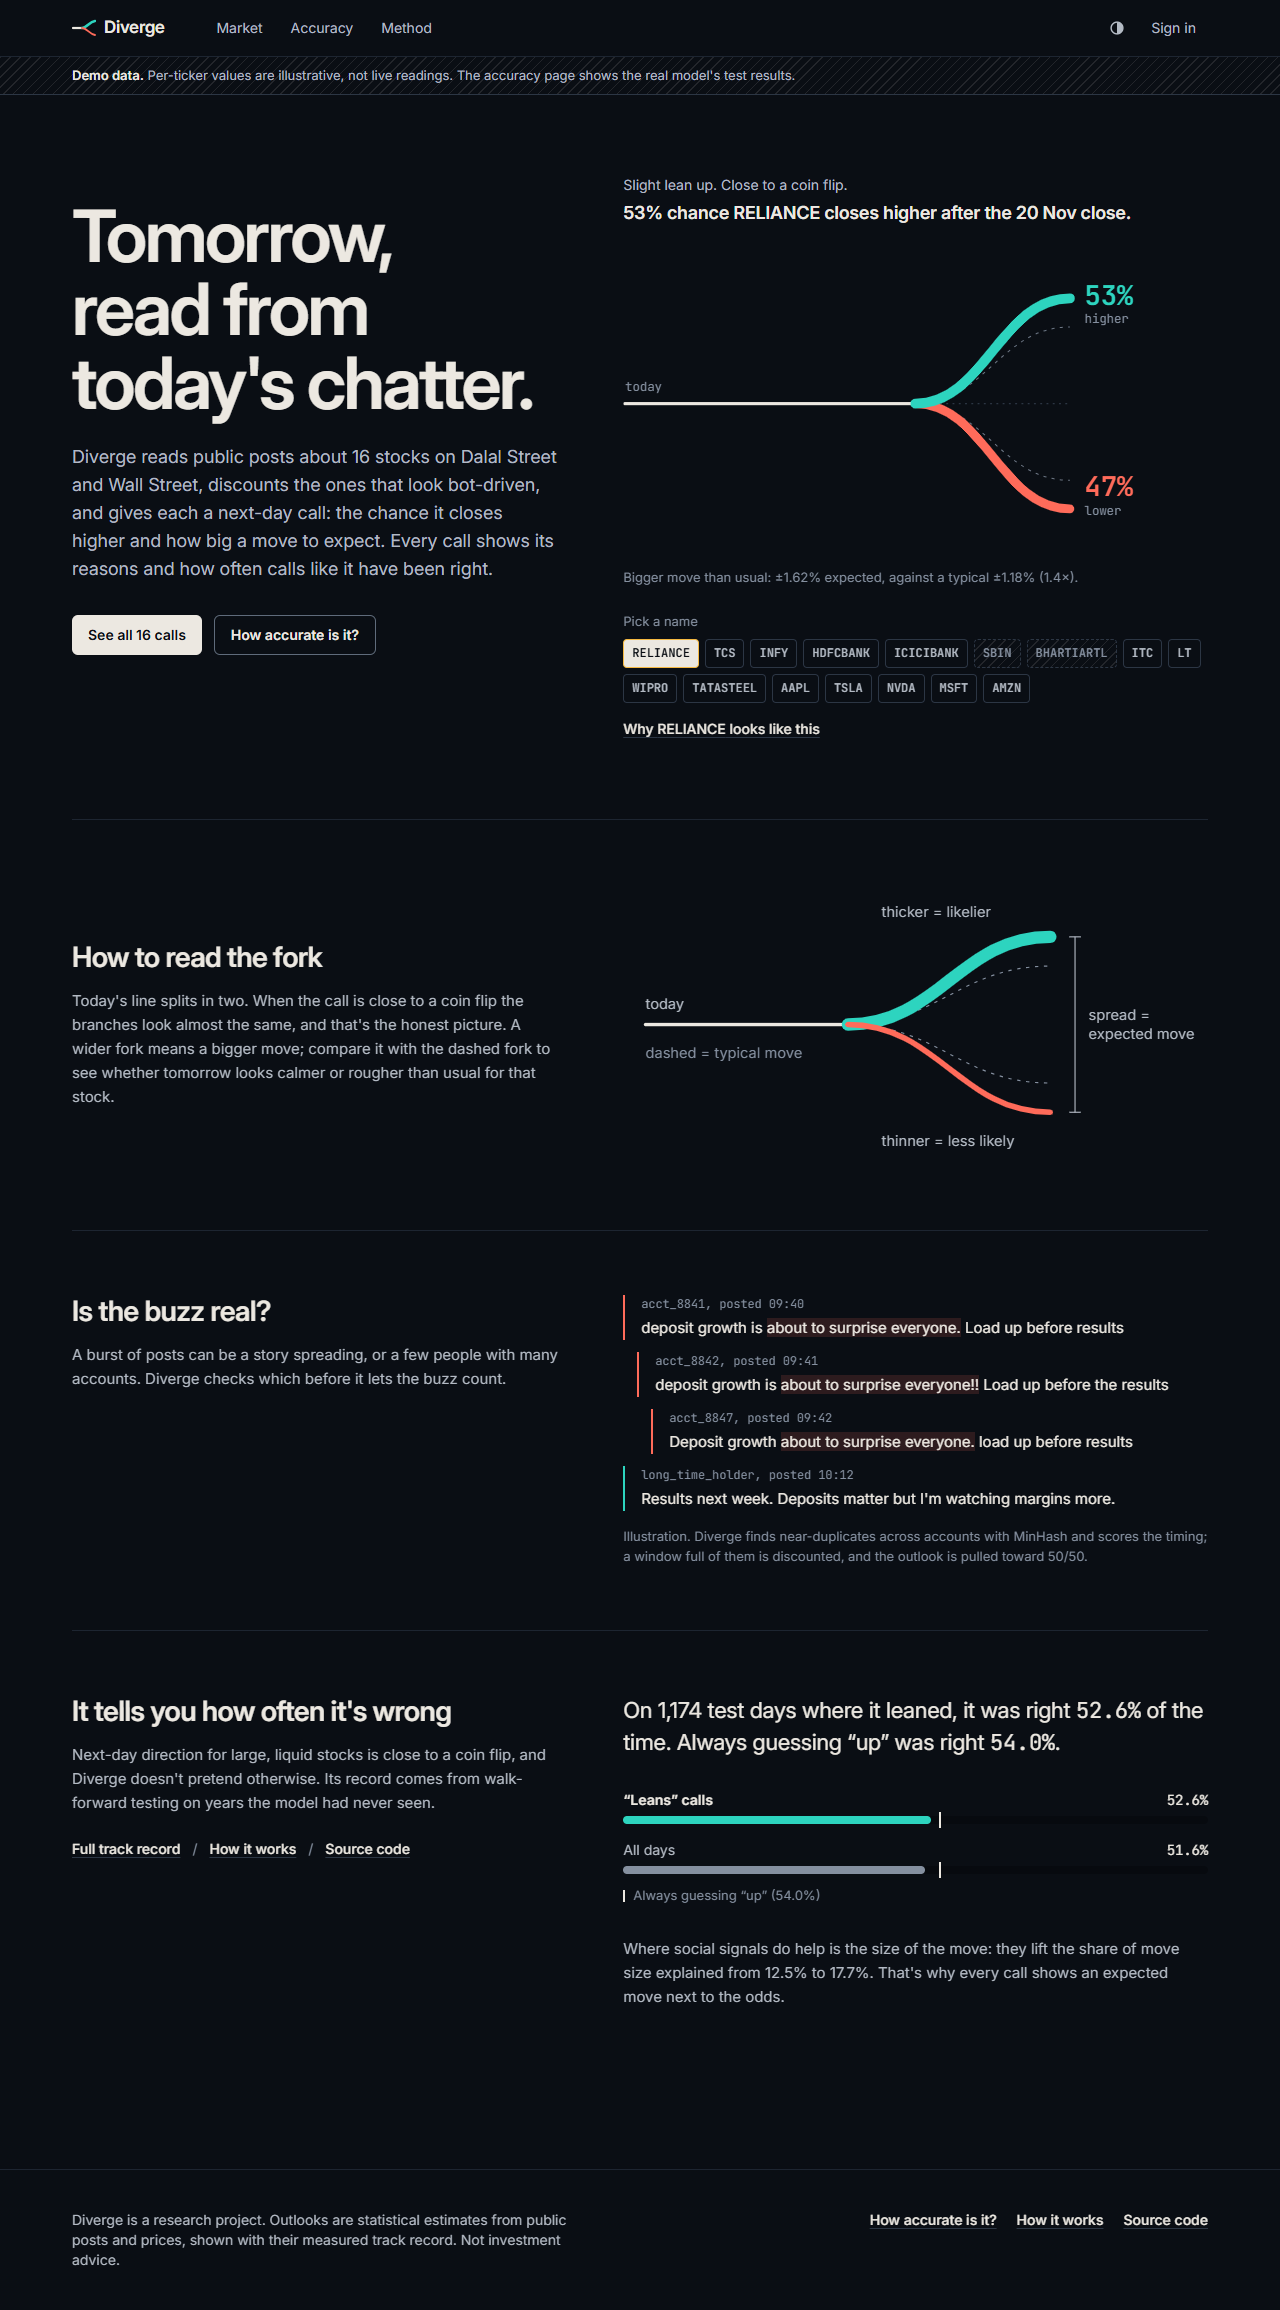 Diverge
Market
Accuracy
Method
Sign in
Demo data. Per-ticker values are illustrative, not live readings. The accuracy page shows the real model's test results.
Tomorrow,
read from
today's chatter.
Diverge reads public posts about 16 stocks on Dalal Street
and Wall Street, discounts the ones that look bot-driven,
and gives each a next-day call: the chance it closes
higher and how big a move to expect. Every call shows its
reasons and how often calls like it have been right.
See all 16 calls
How accurate is it?
Slight lean up. Close to a coin flip.
53% chance RELIANCE closes higher after the 20 Nov close.
53%
higher
today
47%
lower
Bigger move than usual: ±1.62% expected, against a typical ±1.18% (1.4×).
Pick a name
RELIANCE
TCS
INFY
HDFCBANK
ICICIBANK
SBIN
BHARTIARTL
ITC
LT
WIPRO
TATASTEEL
AAPL
TSLA
NVDA
MSFT
AMZN
Why RELIANCE looks like this
How to read the fork
Today's line splits in two. When the call is close to a coin flip the
branches look almost the same, and that's the honest picture. A
wider fork means a bigger move; compare it with the dashed fork to
see whether tomorrow looks calmer or rougher than usual for that
stock.
thicker = likelier
today
dashed = typical move
spread =
expected move
thinner = less likely
Is the buzz real?
A burst of posts can be a story spreading, or a few people with many
accounts. Diverge checks which before it lets the buzz count.
acct_8841, posted 09:40
deposit growth is about to surprise everyone. Load up before results
acct_8842, posted 09:41
deposit growth is about to surprise everyone!! Load up before the results
acct_8847, posted 09:42
Deposit growth about to surprise everyone. load up before results
long_time_holder, posted 10:12
Results next week. Deposits matter but I'm watching margins more.
Illustration. Diverge finds near-duplicates across accounts with MinHash and scores the timing;
a window full of them is discounted, and the outlook is pulled toward 50/50.
It tells you how often it's wrong
Next-day direction for large, liquid stocks is close to a coin flip, and
Diverge doesn't pretend otherwise. Its record comes from walk-
forward testing on years the model had never seen.
Full track record / How it works / Source code
On 1,174 test days where it leaned, it was right 52.6% of the
time. Always guessing “up” was right 54.0%.
“Leans” calls
52.6%
All days
51.6%
Always guessing “up” (54.0%)
Where social signals do help is the size of the move: they lift the share of move
size explained from 12.5% to 17.7%. That's why every call shows an expected
move next to the odds.
Diverge is a research project. Outlooks are statistical estimates from public
posts and prices, shown with their measured track record. Not investment
advice.
How accurate is it?
How it works
Source code